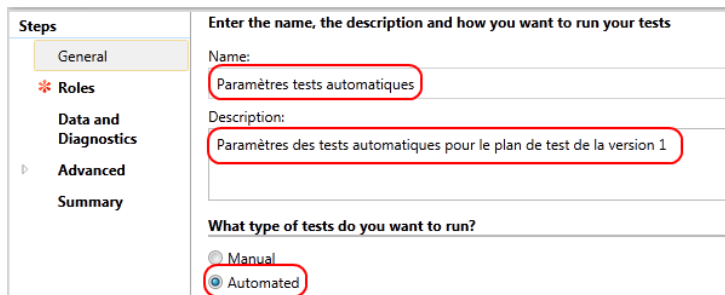 Steps
General
Roles
Data and
Diagnostics
Advanced
Summary
Enter the name, the description and how you want to run your tests
Name:
Paramètres tests automatiques
Description:
Paramètres des tests automatiques pour le plan de test de la version 1
What type of tests do you want to run?
Manual
Automated